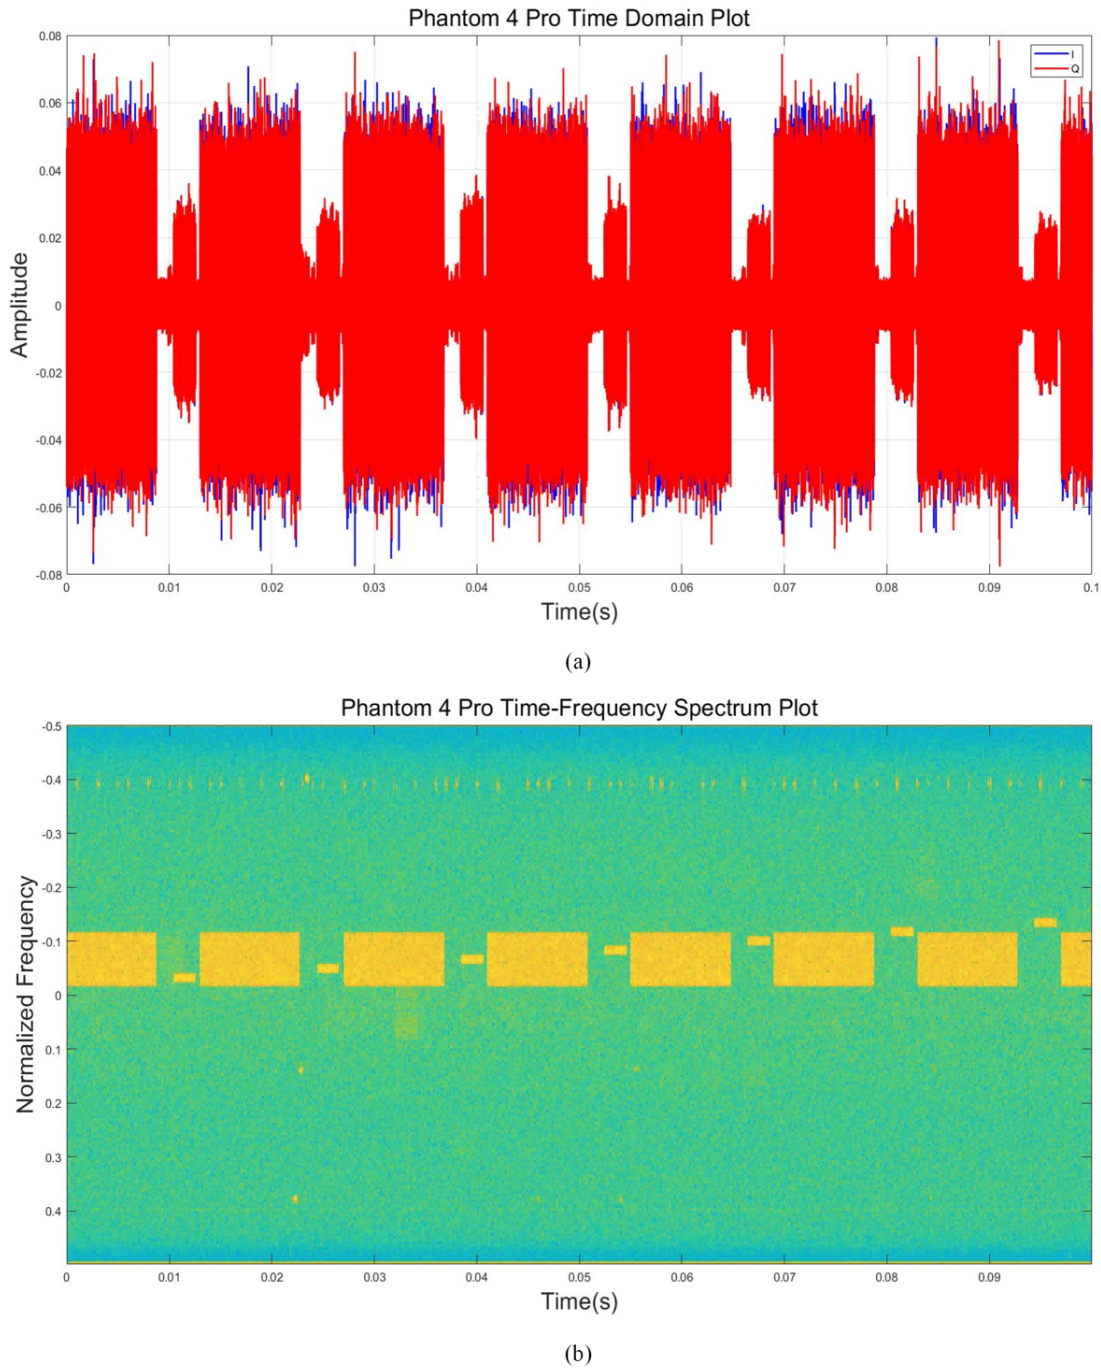 Phantom 4 Pro Time Domain Plot
0.08
0.06
0.04
0.02
0
-0.02
-0.04
-0.06
-0.08
Amplitude
I
Q
0 0.01 0.02 0.03 0.04 0.05 0.06 0.07 0.08 0.09 0.1
Time(s)
(a)
Phantom 4 Pro Time-Frequency Spectrum Plot
-0.5
-0.4
-0.3
-0.2
-0.1
0
0.1
0.2
0.3
0.4
Normalized Frequency
0 0.01 0.02 0.03 0.04 0.05 0.06 0.07 0.08 0.09
Time(s)
(b)